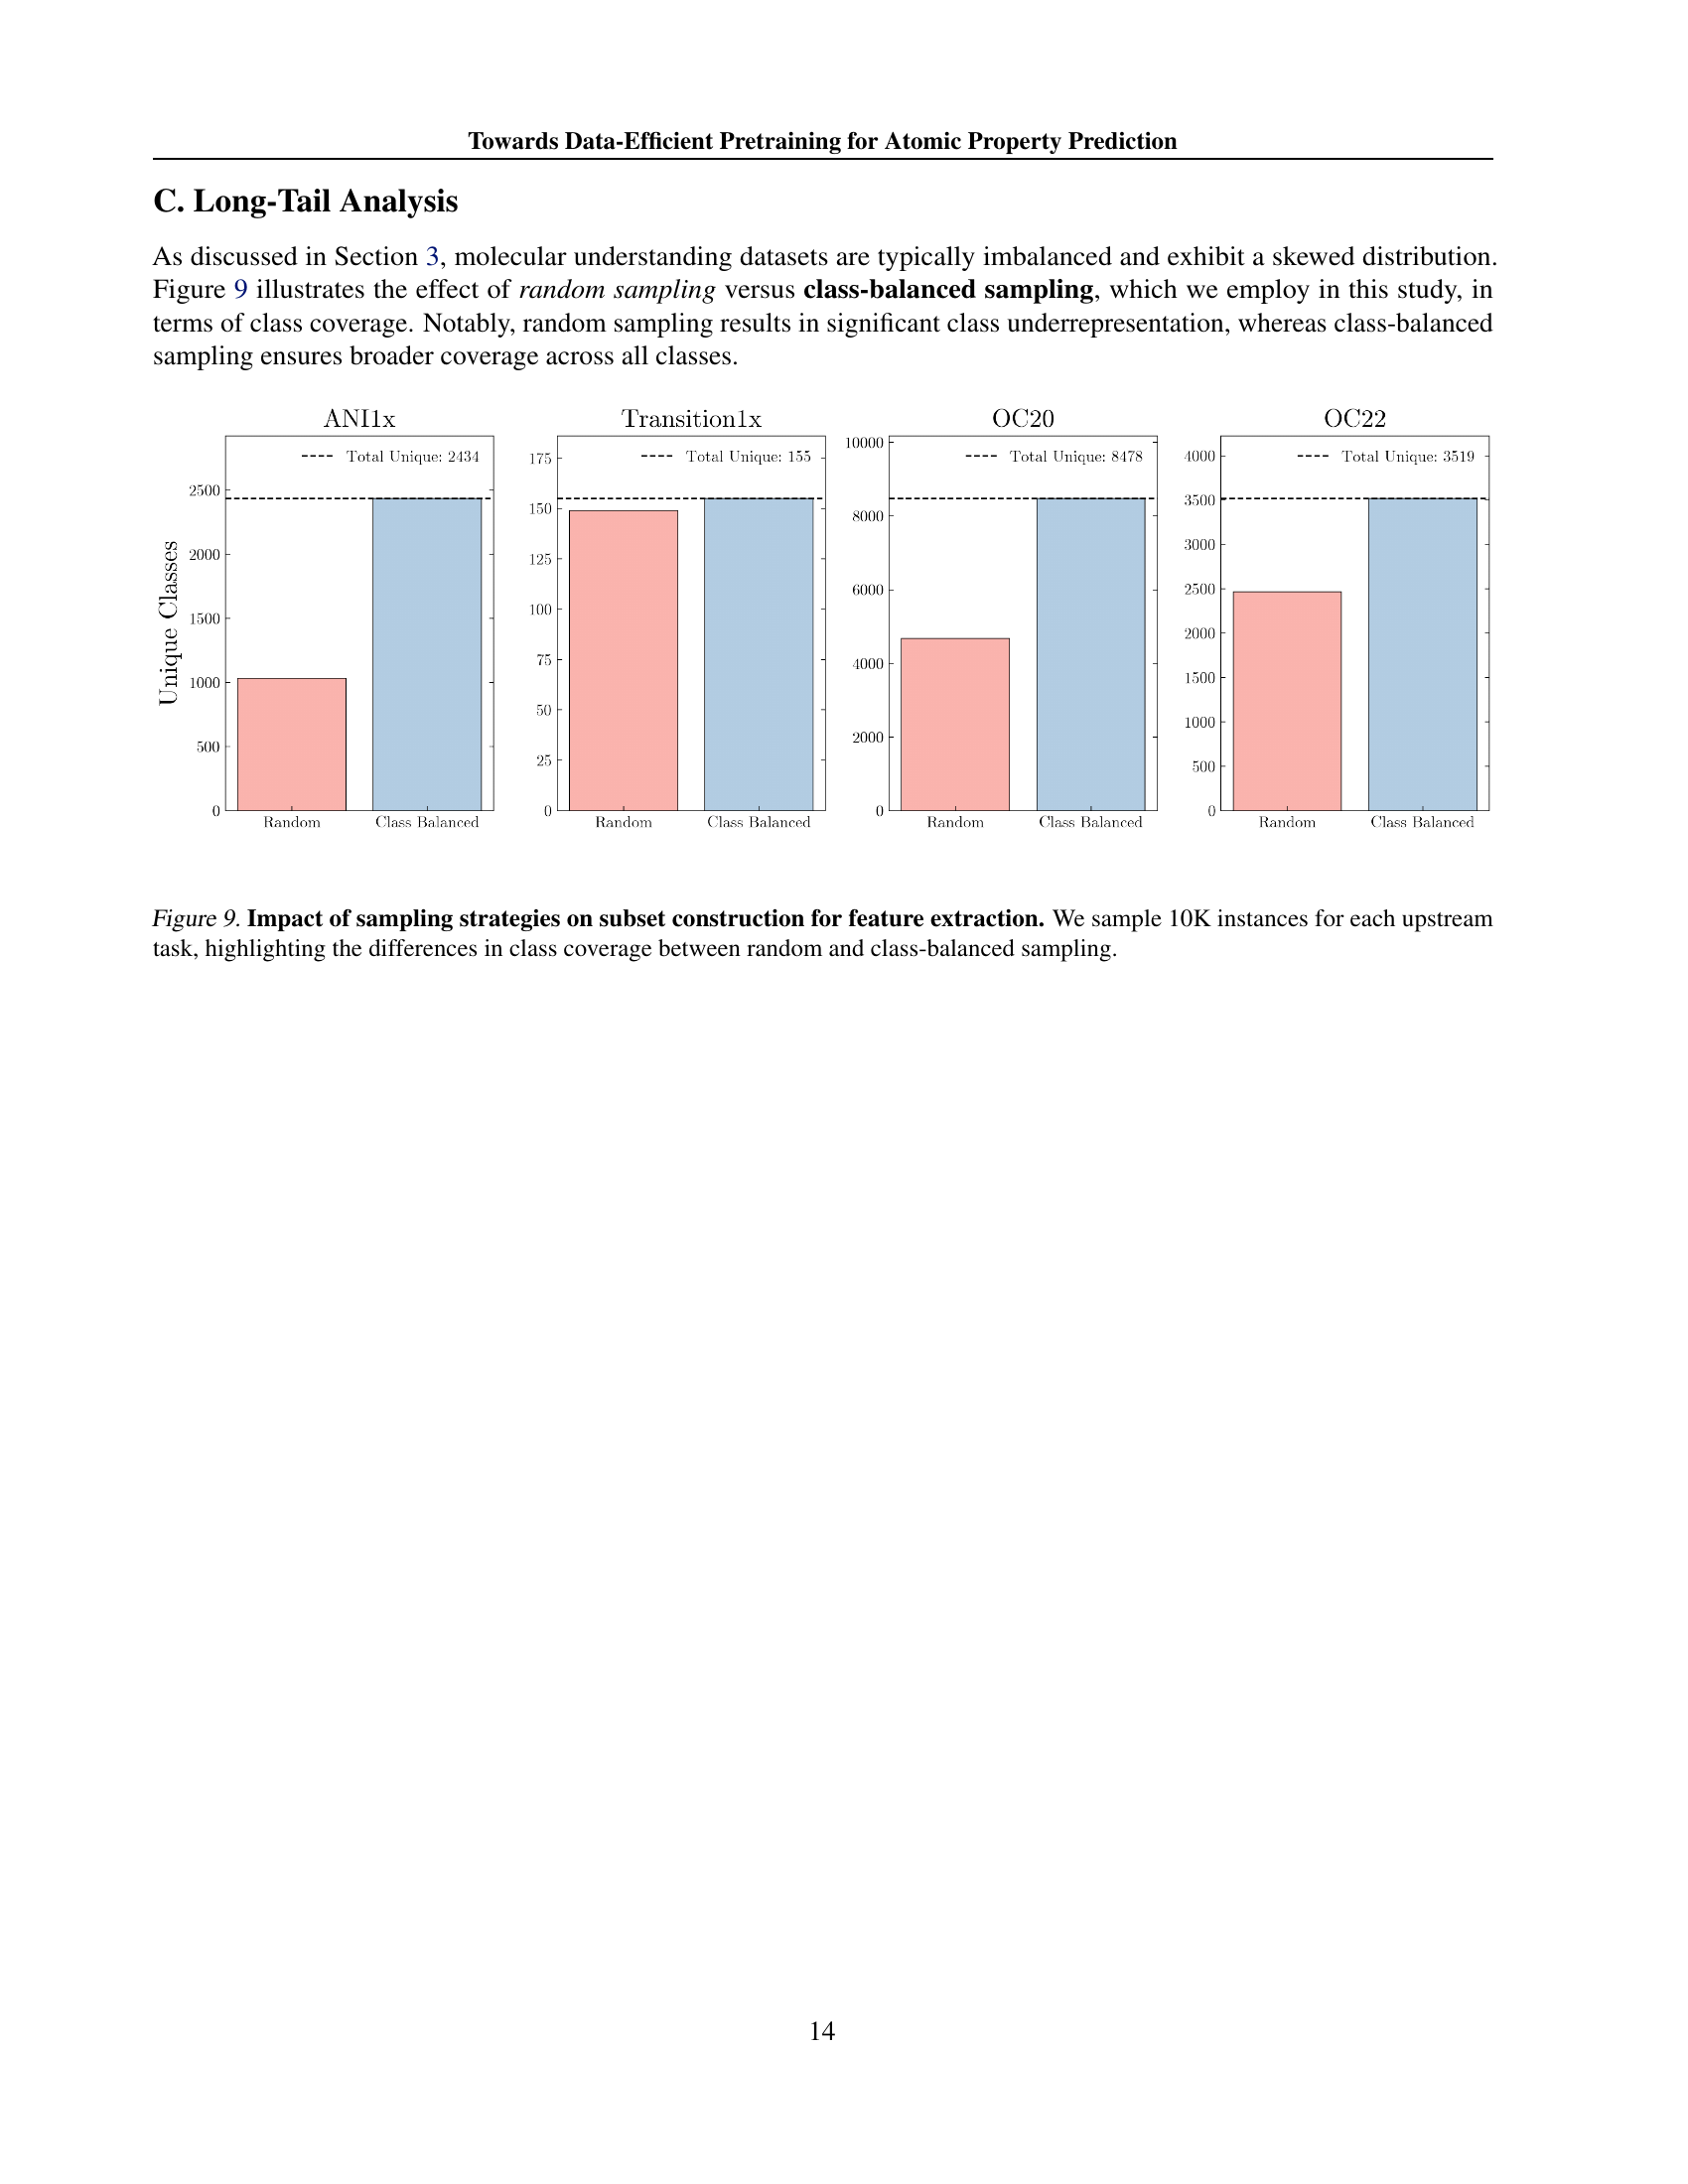 Towards Data-Efficient Pretraining for Atomic Property Prediction
C. Long-Tail Analysis
As discussed in Section 3, molecular understanding datasets are typically imbalanced and exhibit a skewed distribution.
Figure 9 illustrates the effect of random sampling versus class-balanced sampling, which we employ in this study, in
terms of class coverage. Notably, random sampling results in significant class underrepresentation, whereas class-balanced
sampling ensures broader coverage across all classes.
ANI1x
Total Unique: 2434
Unique Classes
2500
2000
1500
1000
500
0
Random Class Balanced
Transition1x
Total Unique: 155
175
150
125
100
75
50
25
0
Random Class Balanced
OC20
Total Unique: 8478
10000
8000
6000
4000
2000
0
Random Class Balanced
OC22
Total Unique: 3519
4000
3500
3000
2500
2000
1500
1000
500
0
Random Class Balanced
Figure 9. Impact of sampling strategies on subset construction for feature extraction. We sample 10K instances for each upstream
task, highlighting the differences in class coverage between random and class-balanced sampling.
14